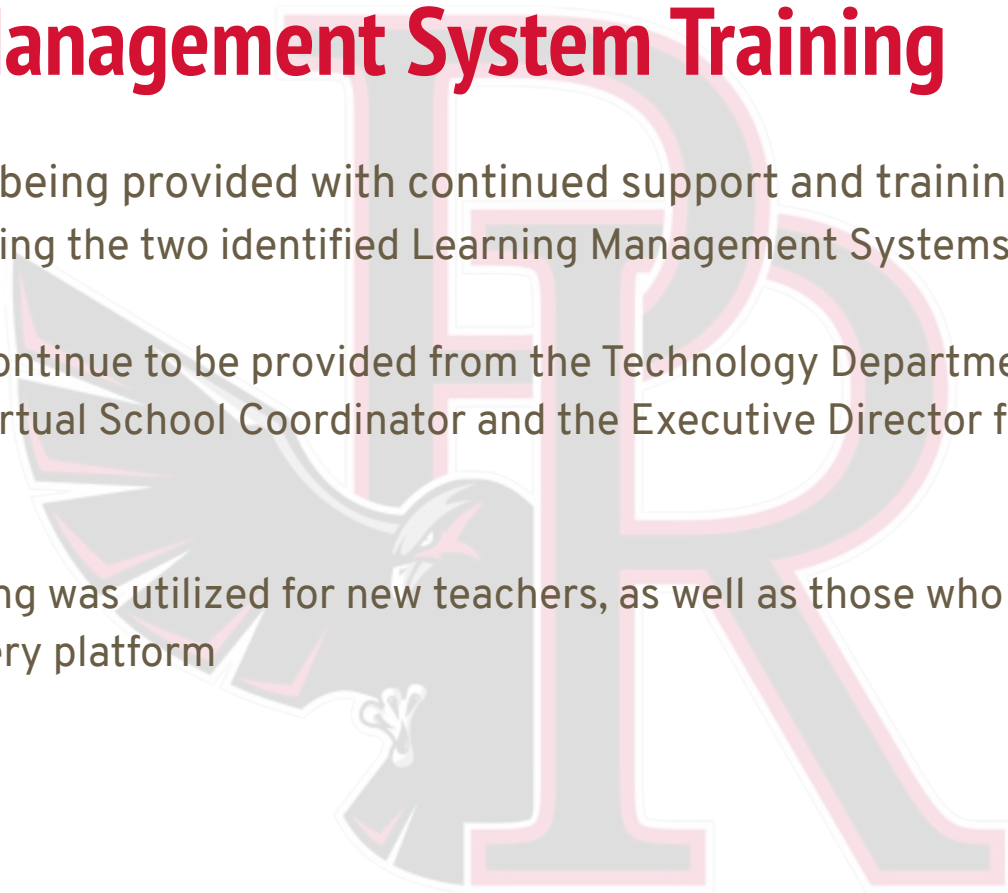 anagement System Training
being provided with continued support and trainin
ing the two identified Learning Management Systems
ontinue to be provided from the Technology Departme
rtual School Coordinator and the Executive Director f
ng was utilized for new teachers, as well as those who
ery platform
PR